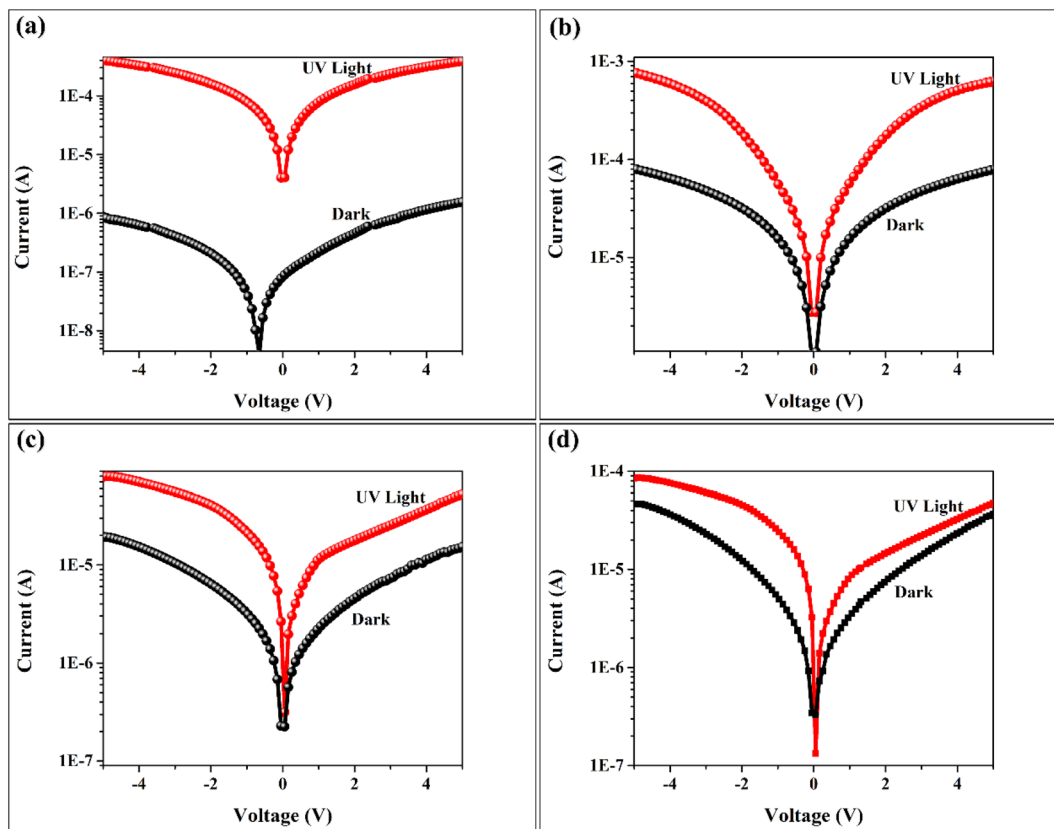 (a)
UV Light
Dark
1E-4
1E-5
1E-6
1E-7
1E-8
Current (A)
-4 -2 0 2 4
Voltage (V)
(b)
UV Light
Dark
1E-3
1E-4
1E-5
Current (A)
-4 -2 0 2 4
Voltage (V)
(c)
UV Light
Dark
1E-5
1E-6
1E-7
Current (A)
-4 -2 0 2 4
Voltage (V)
(d)
UV Light
Dark
1E-4
1E-5
1E-6
1E-7
Current (A)
-4 -2 0 2 4
Voltage (V)